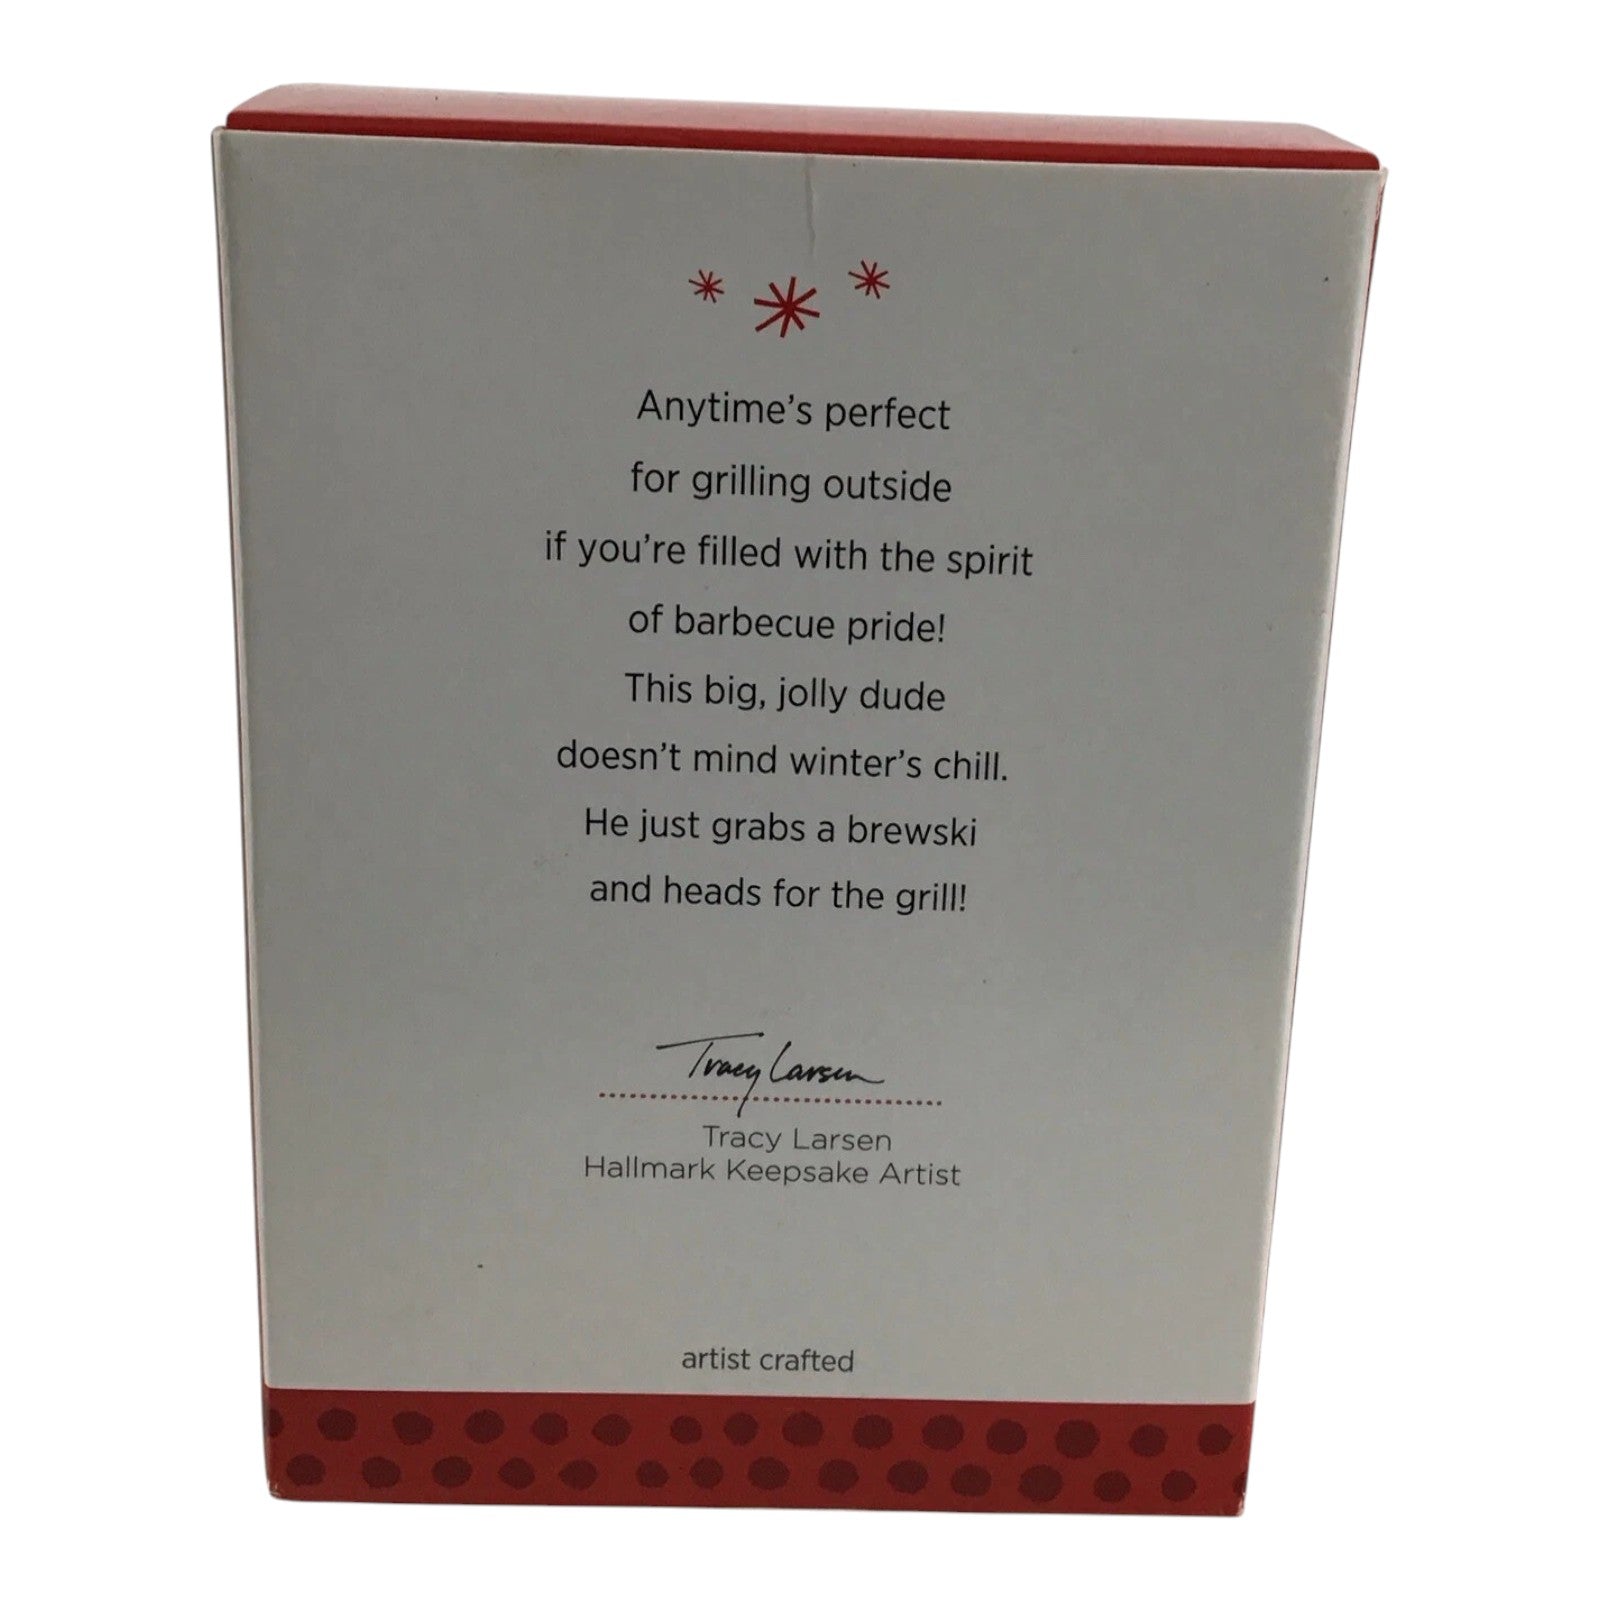 Anytime's perfect
for grilling outside
if you're filled with the spirit
of barbecue pride!
This big, jolly dude
doesn't mind winter's chill.
He just grabs a brewski
and heads for the grill!
Tracy Larsen
Tracy Larsen
Hallmark Keepsake Artist
artist crafted